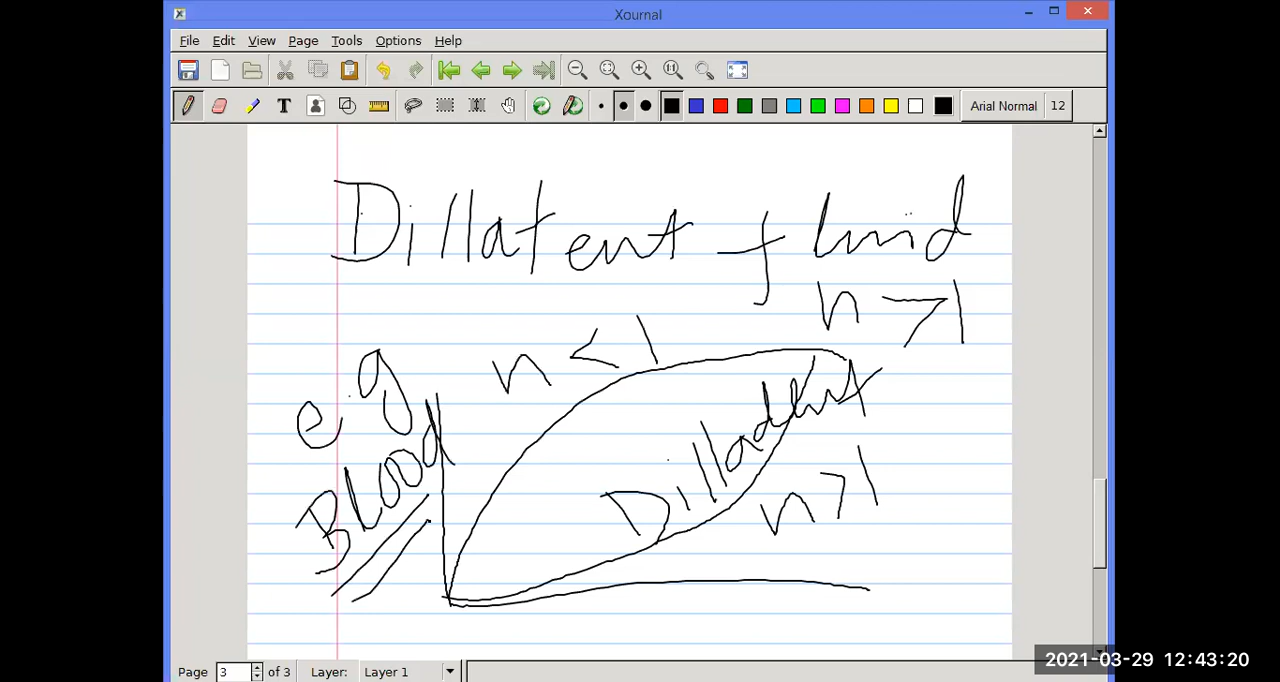 Xournal
File Edit View Page Tools Options Help
Arial Normal 12
Dillatent fluid
n > 1
n < 1
e.g
Blood
Dillatent
n > 1
Page 3 of 3 Layer: Layer 1
2021-03-29 12:43:20